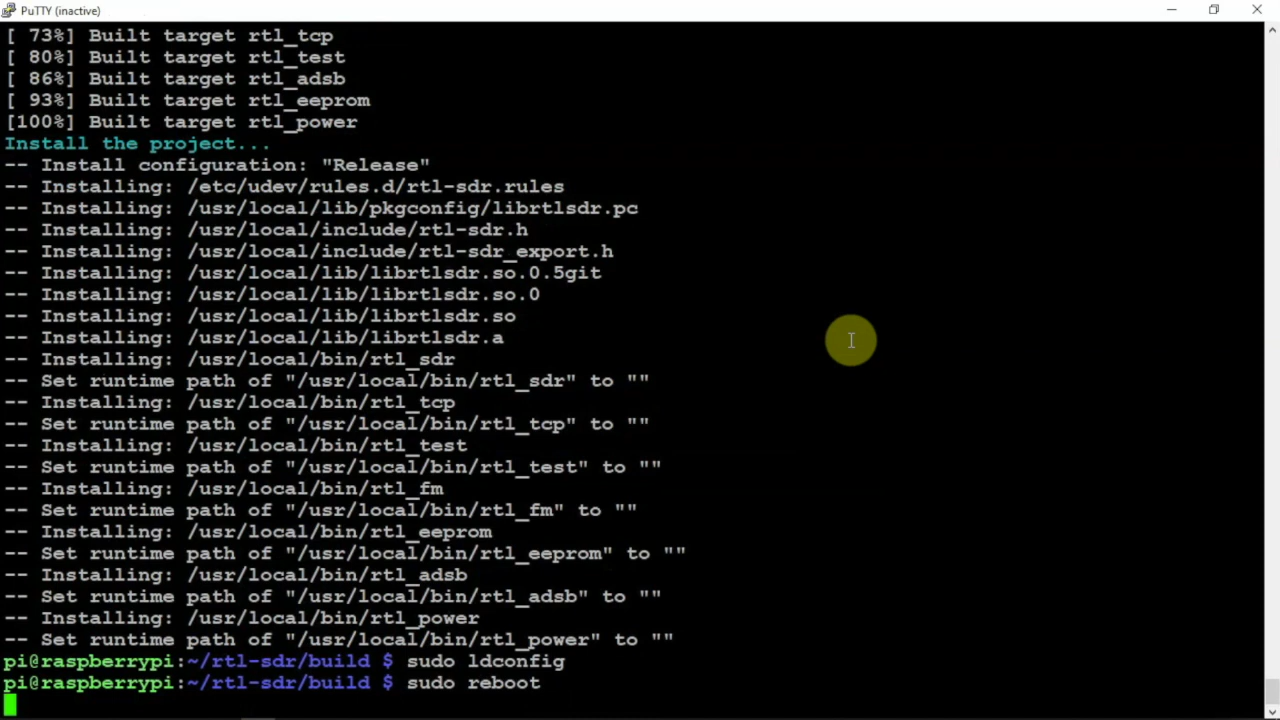 PuTTY (inactive)
[ 73%] Built target rtl_tcp
[ 80%] Built target rtl_test
[ 86%] Built target rtl_adsb
[ 93%] Built target rtl_eeprom
[100%] Built target rtl_power
Install the project...
-- Install configuration: "Release"
-- Installing: /etc/udev/rules.d/rtl-sdr.rules
-- Installing: /usr/local/lib/pkgconfig/librtlsdr.pc
-- Installing: /usr/local/include/rtl-sdr.h
-- Installing: /usr/local/include/rtl-sdr_export.h
-- Installing: /usr/local/lib/librtlsdr.so.0.5git
-- Installing: /usr/local/lib/librtlsdr.so.0
-- Installing: /usr/local/lib/librtlsdr.so
-- Installing: /usr/local/lib/librtlsdr.a
-- Installing: /usr/local/bin/rtl_sdr
-- Set runtime path of "/usr/local/bin/rtl_sdr" to ""
-- Installing: /usr/local/bin/rtl_tcp
-- Set runtime path of "/usr/local/bin/rtl_tcp" to ""
-- Installing: /usr/local/bin/rtl_test
-- Set runtime path of "/usr/local/bin/rtl_test" to ""
-- Installing: /usr/local/bin/rtl_fm
-- Set runtime path of "/usr/local/bin/rtl_fm" to ""
-- Installing: /usr/local/bin/rtl_eeprom
-- Set runtime path of "/usr/local/bin/rtl_eeprom" to ""
-- Installing: /usr/local/bin/rtl_adsb
-- Set runtime path of "/usr/local/bin/rtl_adsb" to ""
-- Installing: /usr/local/bin/rtl_power
-- Set runtime path of "/usr/local/bin/rtl_power" to ""
pi@raspberrypi:~/rtl-sdr/build $ sudo ldconfig
pi@raspberrypi:~/rtl-sdr/build $ sudo reboot